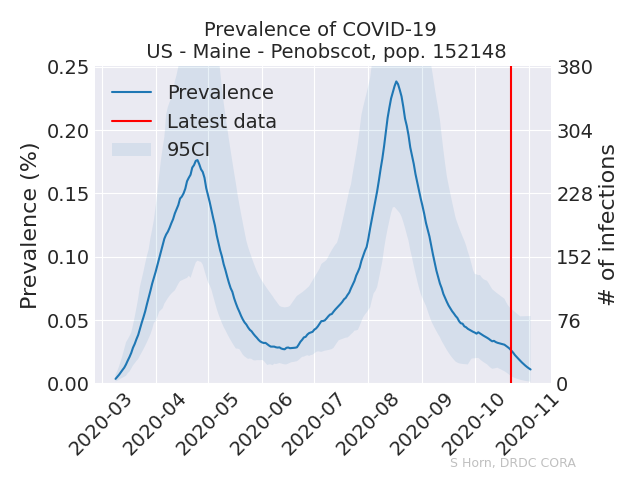 Prevalence of COVID-19
US - Maine - Penobscot, pop. 152148
0.25
0.20
0.15
0.10
0.05
0.00
Prevalence (%)
Prevalence
Latest data
95CI
380
304
228
152
76
0
# of infections
2020-03
2020-04
2020-05
2020-06
2020-07
2020-08
2020-09
2020-10
2020-11
S Horn, DRDC CORA